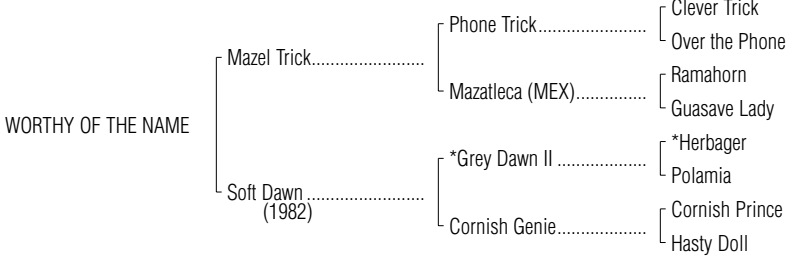 Clever Trick
Phone Trick.......................
Over the Phone
Mazel Trick........................
Ramahorn
Mazatleca (MEX)...............
Guasave Lady
WORTHY OF THE NAME
*Herbager
*Grey Dawn II ...................
Polamia
Soft Dawn .........................
(1982)
Cornish Prince
Cornish Genie...................
Hasty Doll